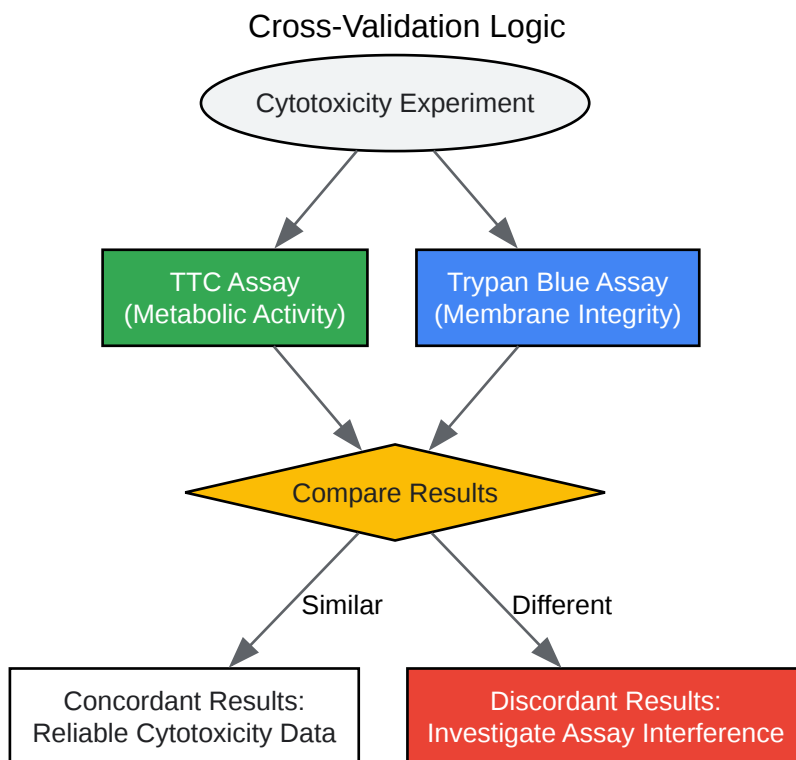 Cross-Validation Logic
Cytotoxicity Experiment
TTC Assay
(Metabolic Activity)
Trypan Blue Assay
(Membrane Integrity)
Compare Results
Similar
Different
Concordant Results:
Reliable Cytotoxicity Data
Discordant Results:
Investigate Assay Interference